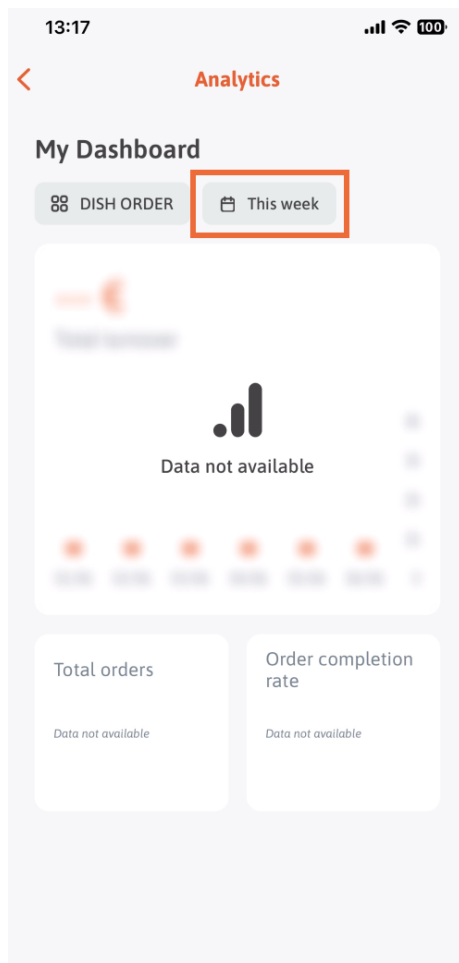 13:17
100
Analytics
My Dashboard
DISH ORDER
This week
€
Data not available
Total orders
Data not available
Order completion
rate
Data not available